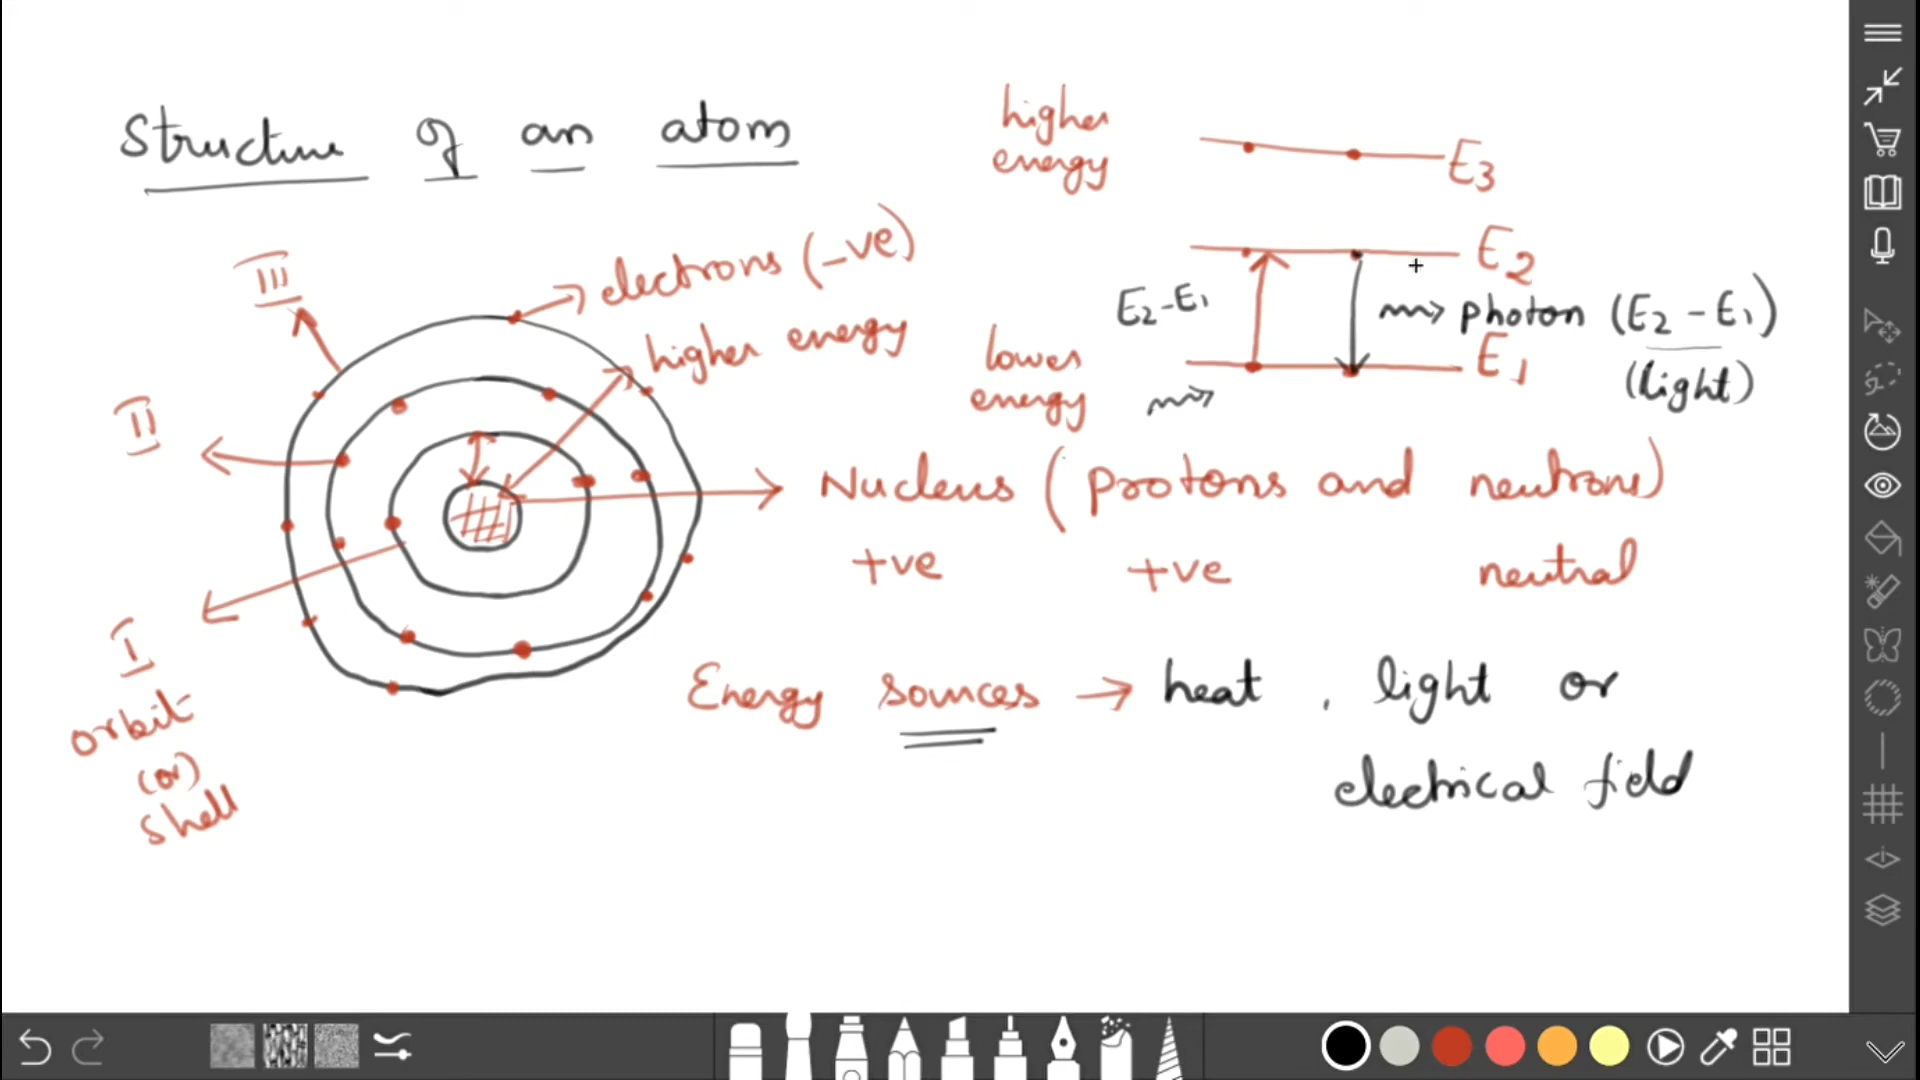 Structure of an atom
higher
energy
E3
III
electrons (-ve)
E2
E2-E1
photon (E2 - E1)
higher energy
lower
energy
E1
(light)
II
Nucleus (protons and neutrons)
+ve +ve neutral
I
orbit
(or)
shell
Energy sources → heat, light or
electrical field